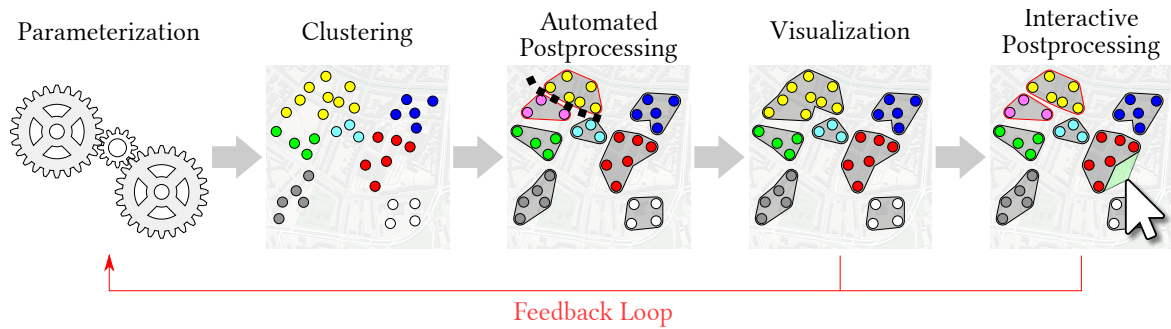 Parameterization
Clustering
Automated
Postprocessing
Visualization
Interactive
Postprocessing
Feedback Loop